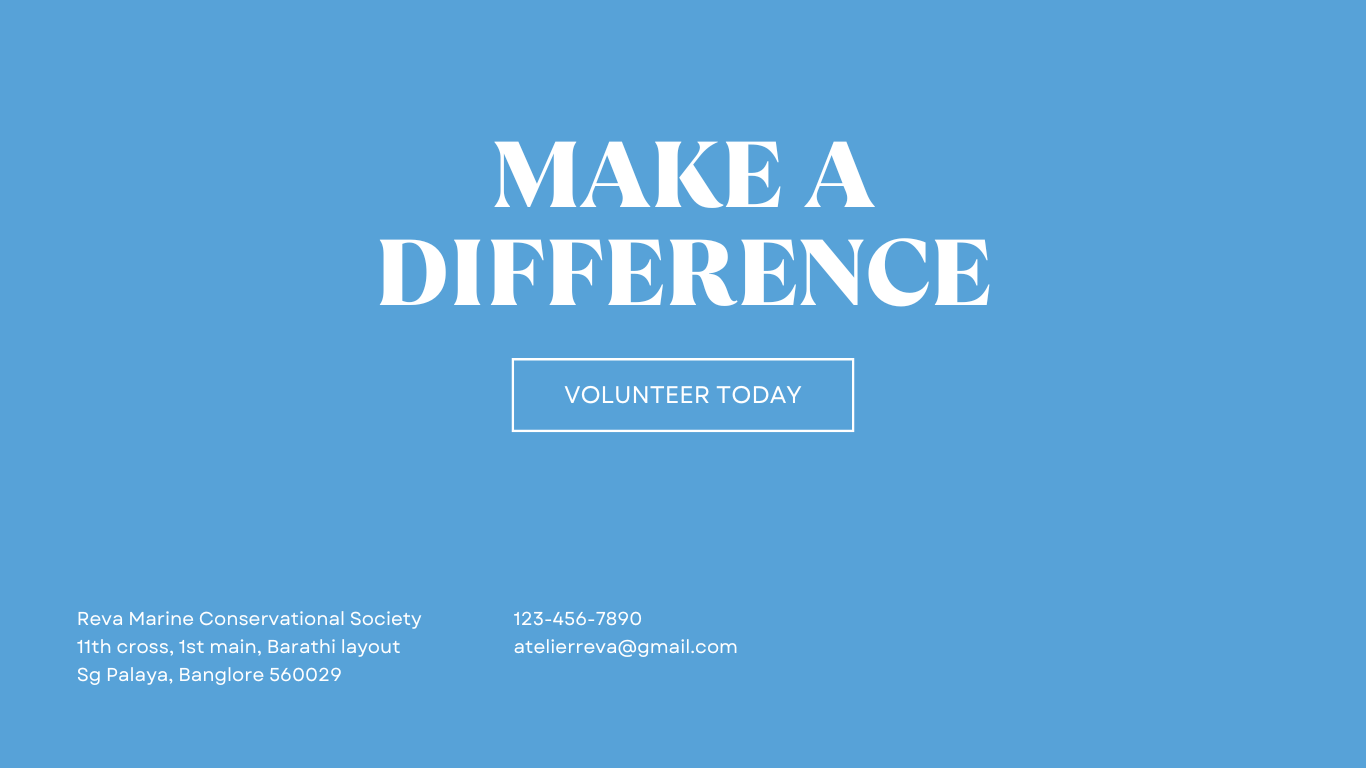 MAKE A
DIFFERENCE
VOLUNTEER TODAY
Reva Marine Conservational Society
11th cross, 1st main, Barathi layout
Sg Palaya, Banglore 560029
123-456-7890
atelierreva@gmail.com